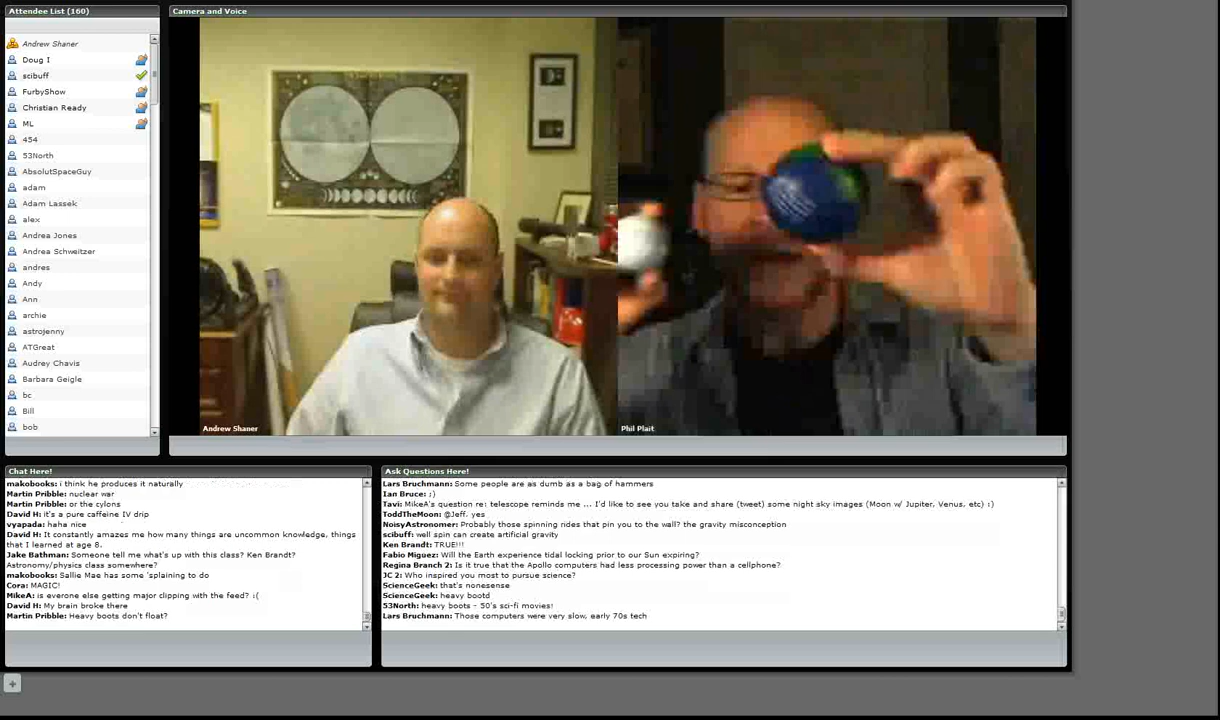 Attendee List (160)
Andrew Shaner
Doug I
scibuff
FurbyShow
Christian Ready
ML
454
53North
AbsolutSpaceGuy
adam
Adam Lassek
alex
Andrea Jones
Andrea Schweitzer
andres
Andy
Ann
archie
astrojenny
ATGreat
Audrey Chavis
Barbara Geigle
bc
Bill
bob
Camera and Voice
Andrew Shaner
Phil Plait
Chat Here!
makobooks: i think he produces it naturally
Martin Pribble: nuclear war
Martin Pribble: or the cylons
David H: it's a pure caffeine IV drip
vyapada: haha nice
David H: It constantly amazes me how many things are uncommon knowledge, things
that I learned at age 8.
Jake Bathman: Someone tell me what's up with this class? Ken Brandt?
Astronomy/physics class somewhere?
makobooks: Sallie Mae has some 'splaining to do
Cora: MAGIC!
MikeA: is everone else getting major clipping with the feed? :(
David H: My brain broke there
Martin Pribble: Heavy boots don't float?
Ask Questions Here!
Lars Bruchmann: Some people are as dumb as a bag of hammers
Ian Bruce: ;)
Tavi: MikeA's question re: telescope reminds me ... I'd like to see you take and share (tweet) some night sky images (Moon w/ Jupiter, Venus, etc) :)
ToddTheMoon: @Jeff. yes
NoisyAstronomer: Probably those spinning rides that pin you to the wall? the gravity misconception
scibuff: well spin can create artificial gravity
Ken Brandt: TRUE!!!
Fabio Miguez: Will the Earth experience tidal locking prior to our Sun expiring?
Regina Branch 2: Is it true that the Apollo computers had less processing power than a cellphone?
JC 2: Who inspired you most to pursue science?
ScienceGeek: that's nonesense
ScienceGeek: heavy bootd
53North: heavy boots - 50's sci-fi movies!
Lars Bruchmann: Those computers were very slow, early 70s tech